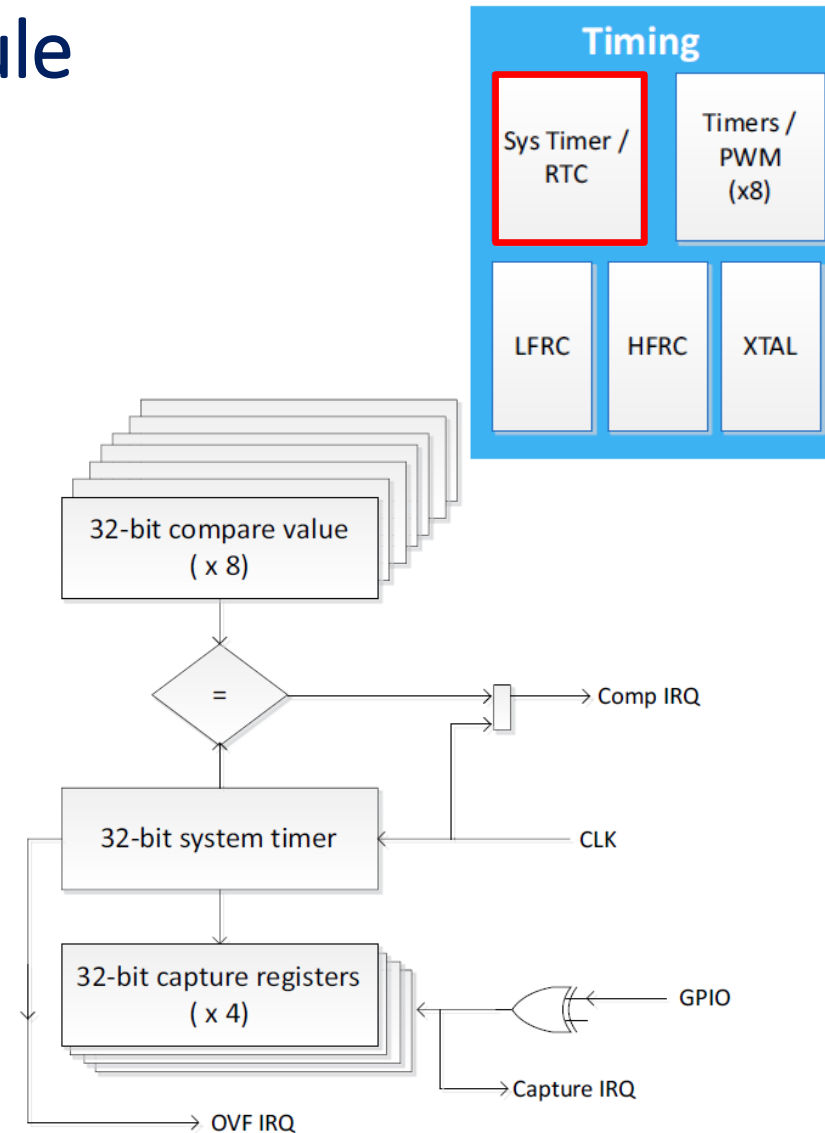 ule
Timing
Sys Timer /
RTC
Timers /
PWM
(x8)
LFRC
HFRC
XTAL
32-bit compare value
( x 8)
=
Comp IRQ
32-bit system timer
CLK
32-bit capture registers
( x 4)
GPIO
Capture IRQ
OVF IRQ